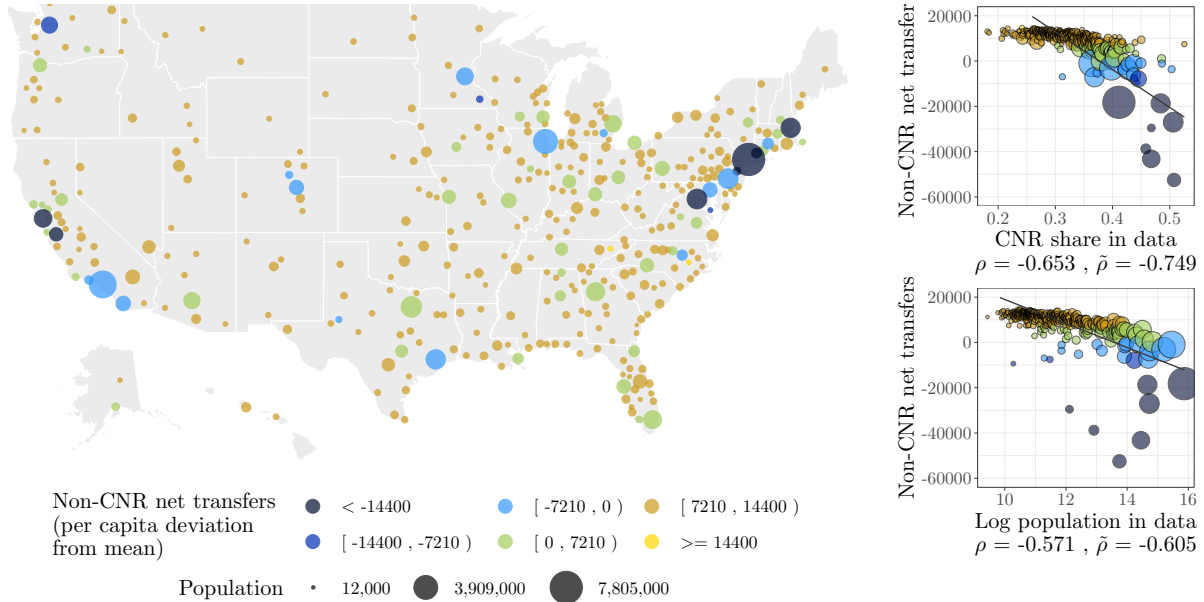 Non-CNR net transfer
20000
0
-20000
-40000
-60000
0.2 0.3 0.4 0.5
CNR share in data
ρ = -0.653 , ρ̃ = -0.749
Non-CNR net transfers
20000
0
-20000
-40000
-60000
10 12 14 16
Log population in data
ρ = -0.571 , ρ̃ = -0.605
Non-CNR net transfers
(per capita deviation
from mean)
< -14400
[ -7210 , 0 )
[ 7210 , 14400 )
[ -14400 , -7210 )
[ 0 , 7210 )
>= 14400
Population
12,000
3,909,000
7,805,000